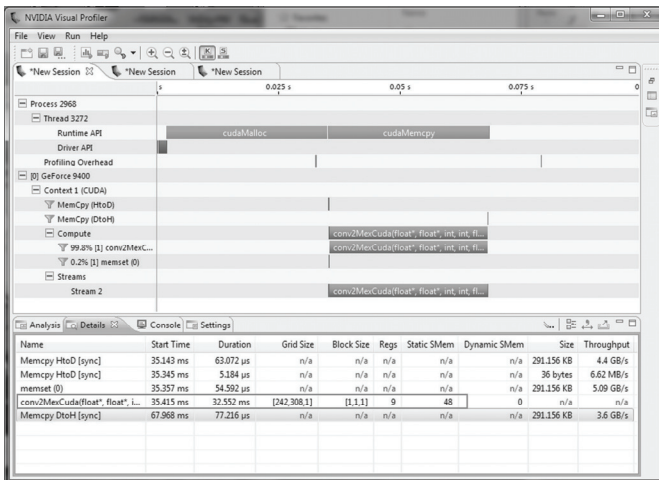 NVIDIA Visual Profiler
File View Run Help
*New Session *New Session *New Session
s 0.025 s 0.05 s 0.075 s 0
Process 2968
Thread 3272
Runtime API cudaMalloc cudaMemcpy
Driver API
Profiling Overhead
[0] GeForce 9400
Context 1 (CUDA)
MemCpy (HtoD)
MemCpy (DtoH)
Compute conv2MexCuda(float*, float*, int, int, fl...
99.8% [1] conv2MexC... conv2MexCuda(float*, float*, int, int, fl...
0.2% [1] memset (0)
Streams
Stream 2 conv2MexCuda(float*, float*, int, int, fl...
Analysis Details Console Settings
Name Start Time Duration Grid Size Block Size Regs Static SMem Dynamic SMem Size Throughput
Memcpy HtoD [sync] 35.143 ms 63.072 µs n/a n/a n/a n/a n/a 291.156 KB 4.4 GB/s
Memcpy HtoD [sync] 35.345 ms 5.184 µs n/a n/a n/a n/a n/a 36 bytes 6.62 MB/s
memset (0) 35.357 ms 54.592 µs n/a n/a n/a n/a n/a 291.156 KB 5.09 GB/s
conv2MexCuda(float*, float*, i... 35.415 ms 32.552 ms [242,308,1] [1,1,1] 9 48 0 n/a n/a
Memcpy DtoH [sync] 67.968 ms 77.216 µs n/a n/a n/a n/a n/a 291.156 KB 3.6 GB/s